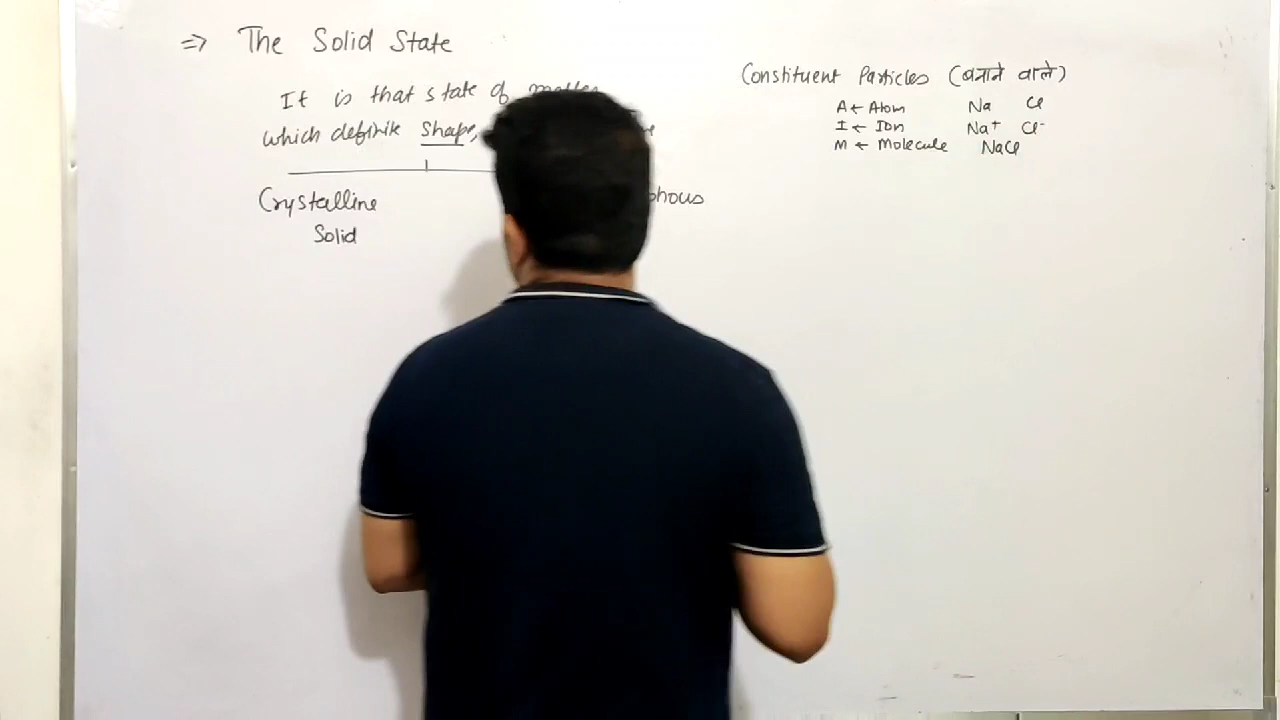 ⇒ The Solid State
It is that state of matter
which definite shape,
Crystalline
Solid
Constituent Particles (बनाने वाले)
A ← Atom Na Cl
I ← Ion Na⁺ Cl⁻
M ← Molecule NaCl